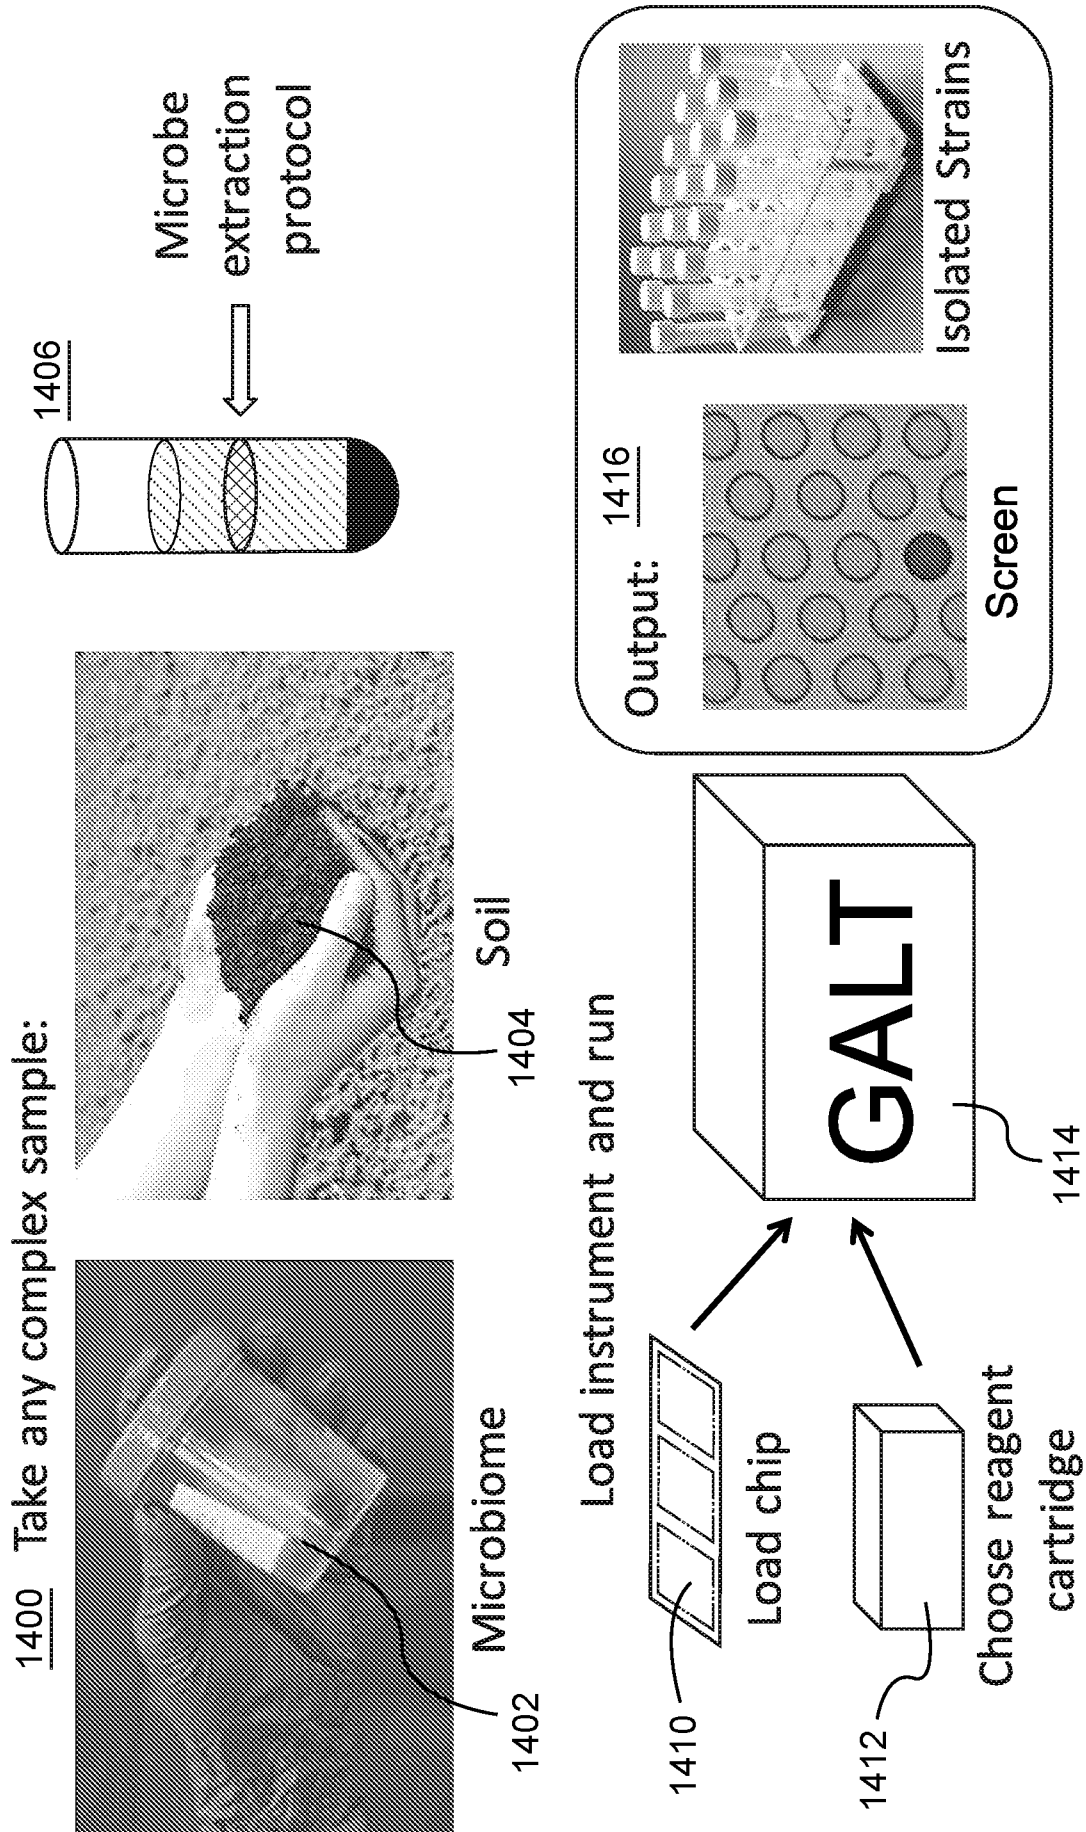 1400 Take any complex sample:
1402
Microbiome
1404
Soil
1406
Microbe
extraction
protocol
Load instrument and run
1410
Load chip
1412
Choose reagent
cartridge
GALT
1414
Output:
1416
Screen
Isolated Strains